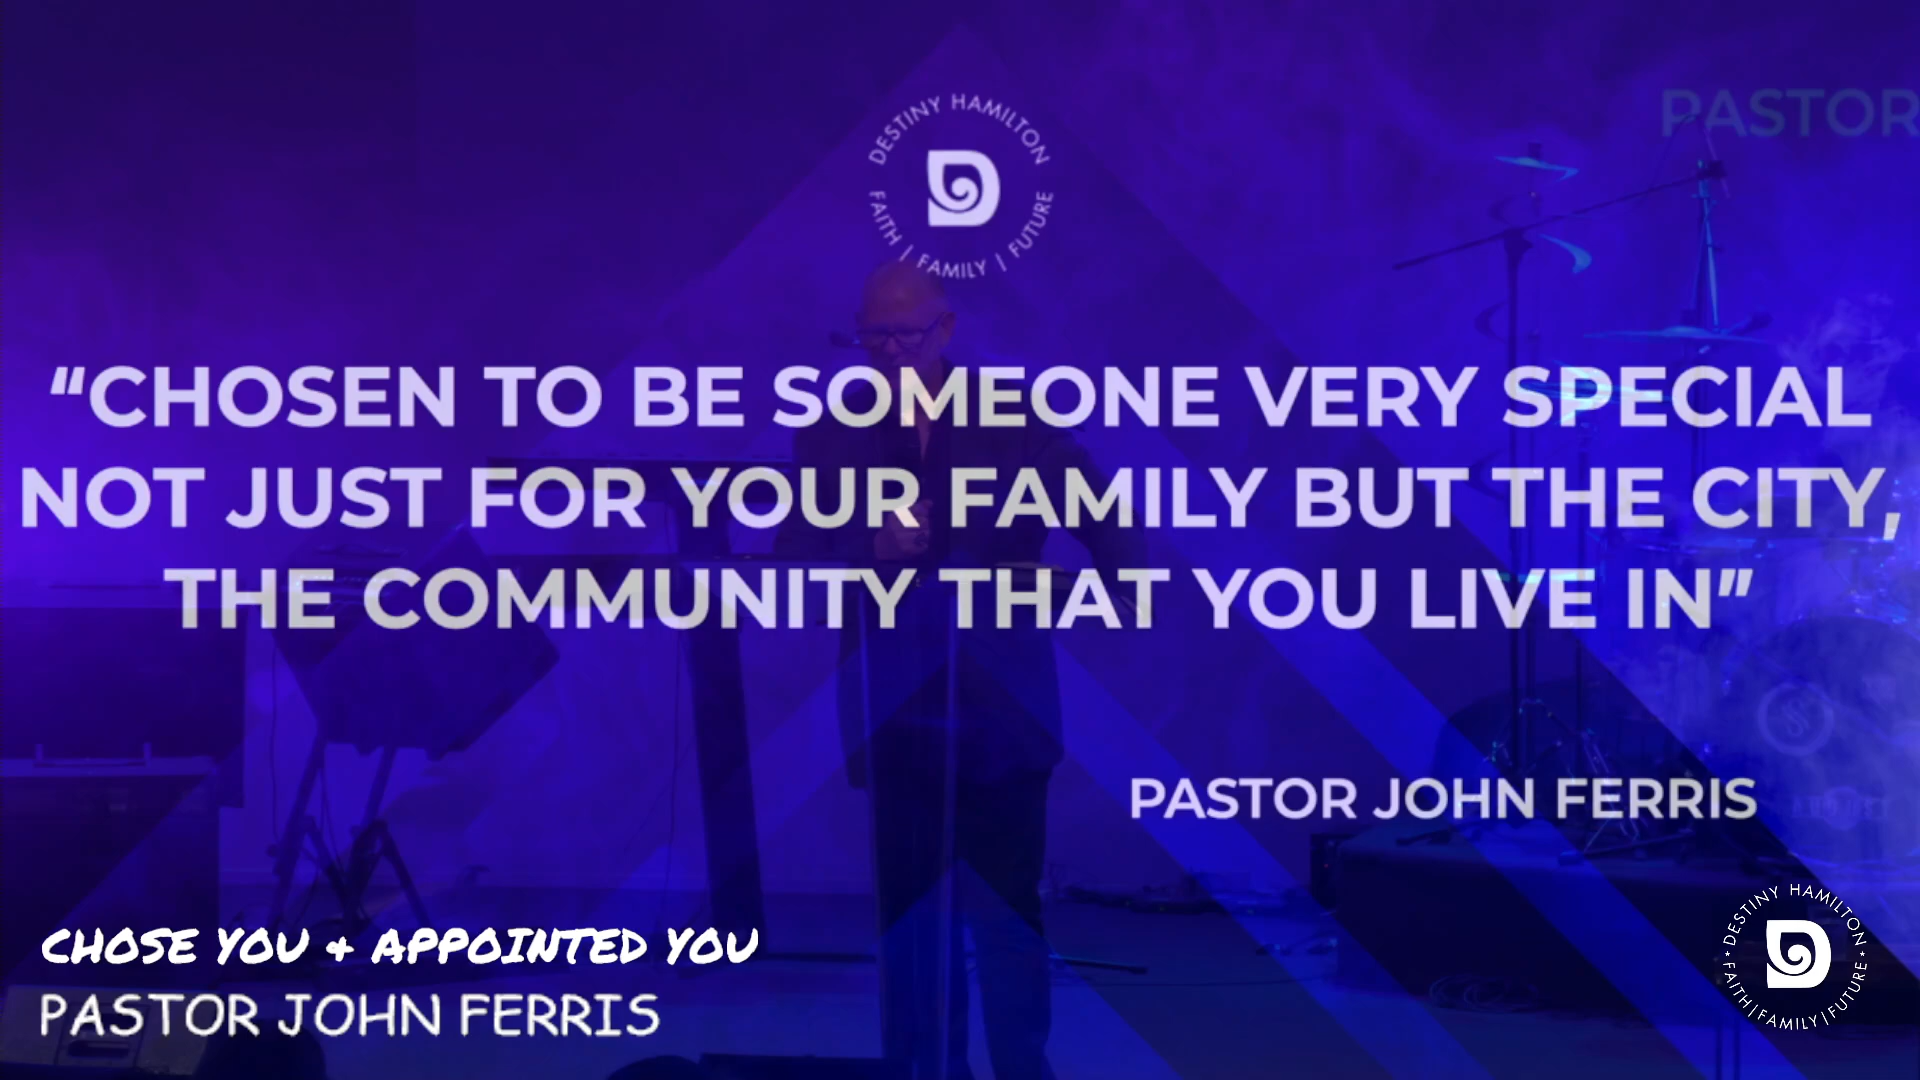 DESTINY HAMILTON
FAITH | FAMILY | FUTURE
PASTOR
“CHOSEN TO BE SOMEONE VERY SPECIAL
NOT JUST FOR YOUR FAMILY BUT THE CITY,
THE COMMUNITY THAT YOU LIVE IN”
PASTOR JOHN FERRIS
CHOSE YOU + APPOINTED YOU
PASTOR JOHN FERRIS
DESTINY HAMILTON
FAITH | FAMILY | FUTURE